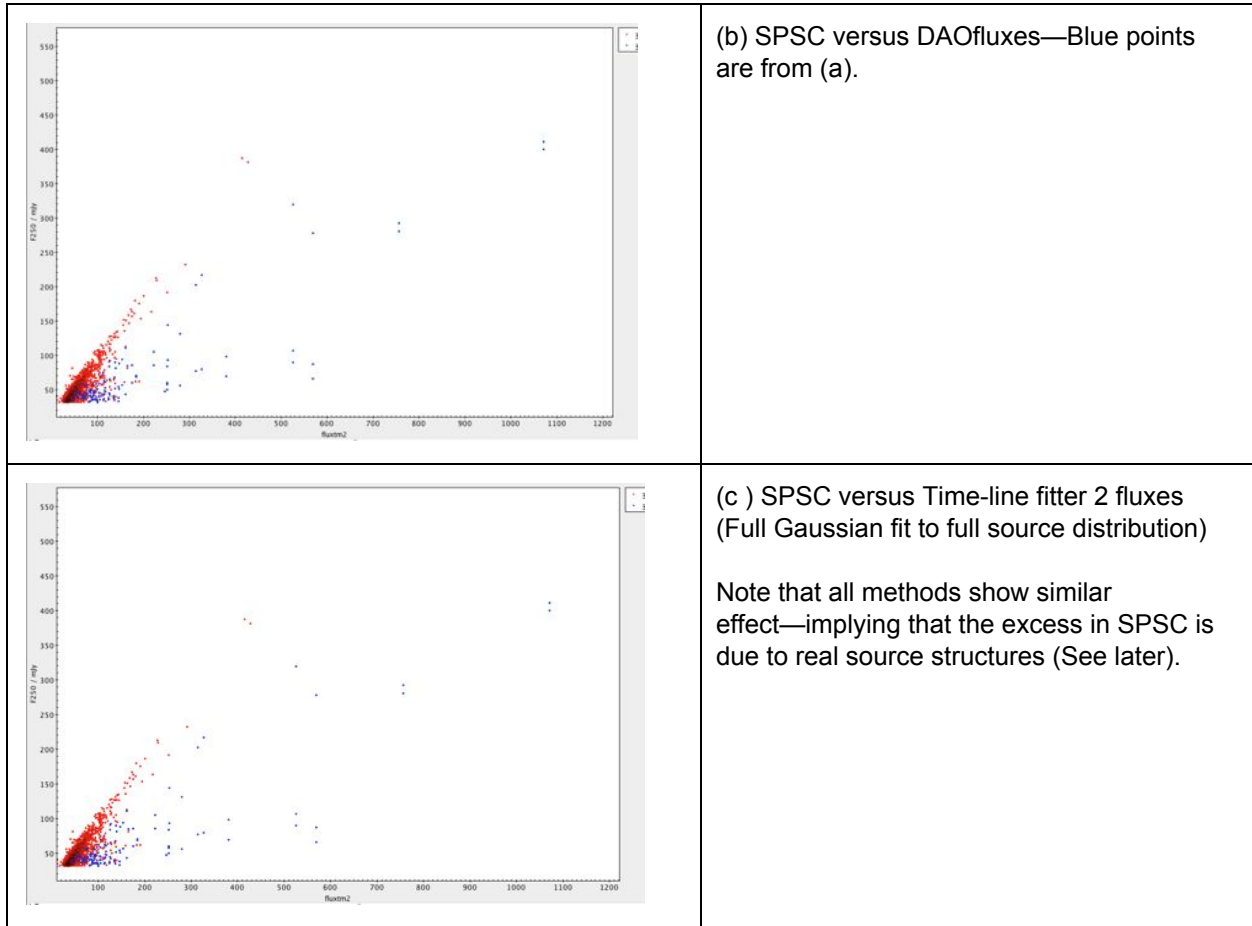 550
500
450
400
350
300
250
200
150
100
50
F250 / mJy
100 200 300 400 500 600 700 800 900 1000 1100 1200
fluxtm2
(b) SPSC versus DAOfluxes—Blue points
are from (a).
550
500
450
400
350
300
250
200
150
100
50
F250 / mJy
100 200 300 400 500 600 700 800 900 1000 1100 1200
fluxtm2
(c ) SPSC versus Time-line fitter 2 fluxes
(Full Gaussian fit to full source distribution)
Note that all methods show similar
effect—implying that the excess in SPSC is
due to real source structures (See later).